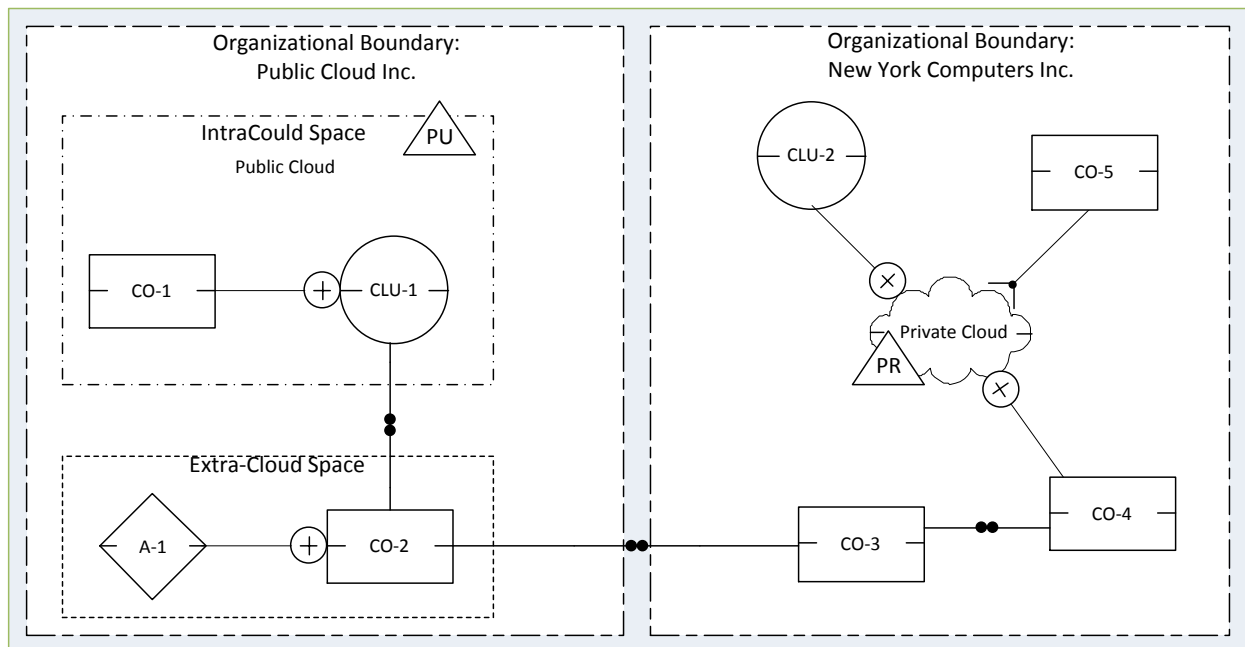 Organizational Boundary:
Public Cloud Inc.
IntraCould Space
PU
Public Cloud
CO-1
CLU-1
Extra-Cloud Space
A-1
CO-2
Organizational Boundary:
New York Computers Inc.
CLU-2
CO-5
Private Cloud
PR
CO-3
CO-4